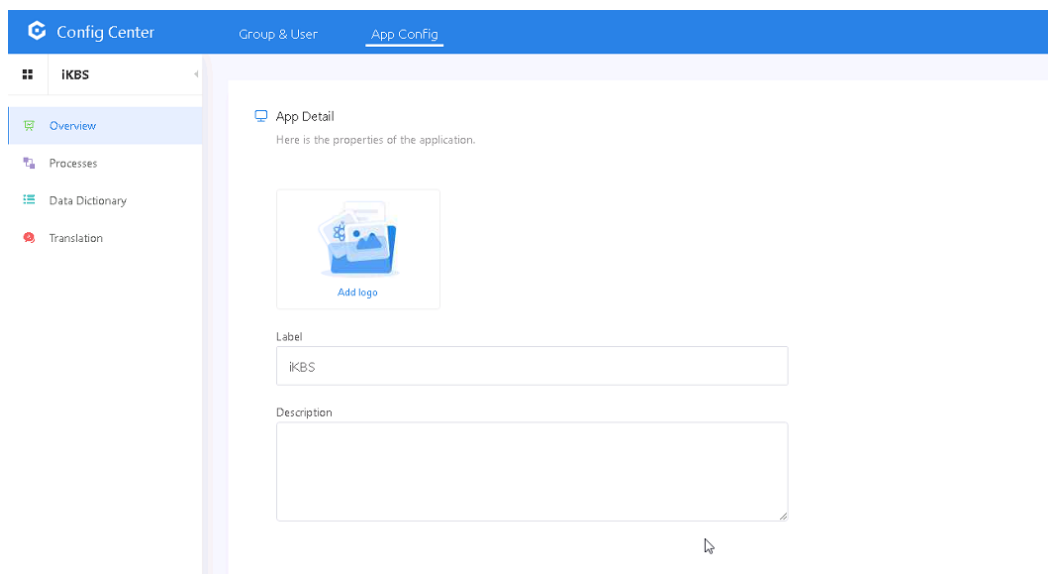 Config Center
Group & User
App Config
iKBS
Overview
Processes
Data Dictionary
Translation
App Detail
Here is the properties of the application.
Add logo
Label
iKBS
Description